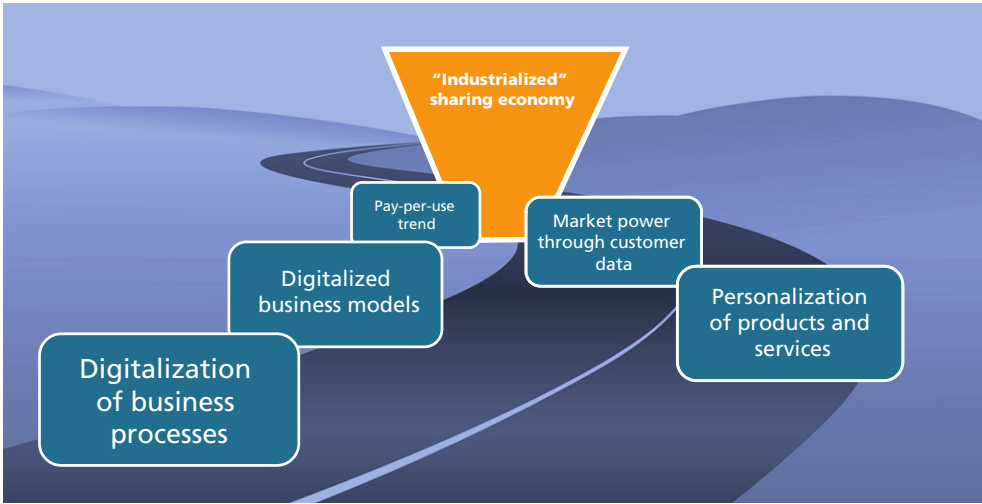 “Industrialized”
sharing economy
Pay-per-use
trend
Market power
through customer
data
Digitalized
business models
Personalization
of products and
services
Digitalization
of business
processes